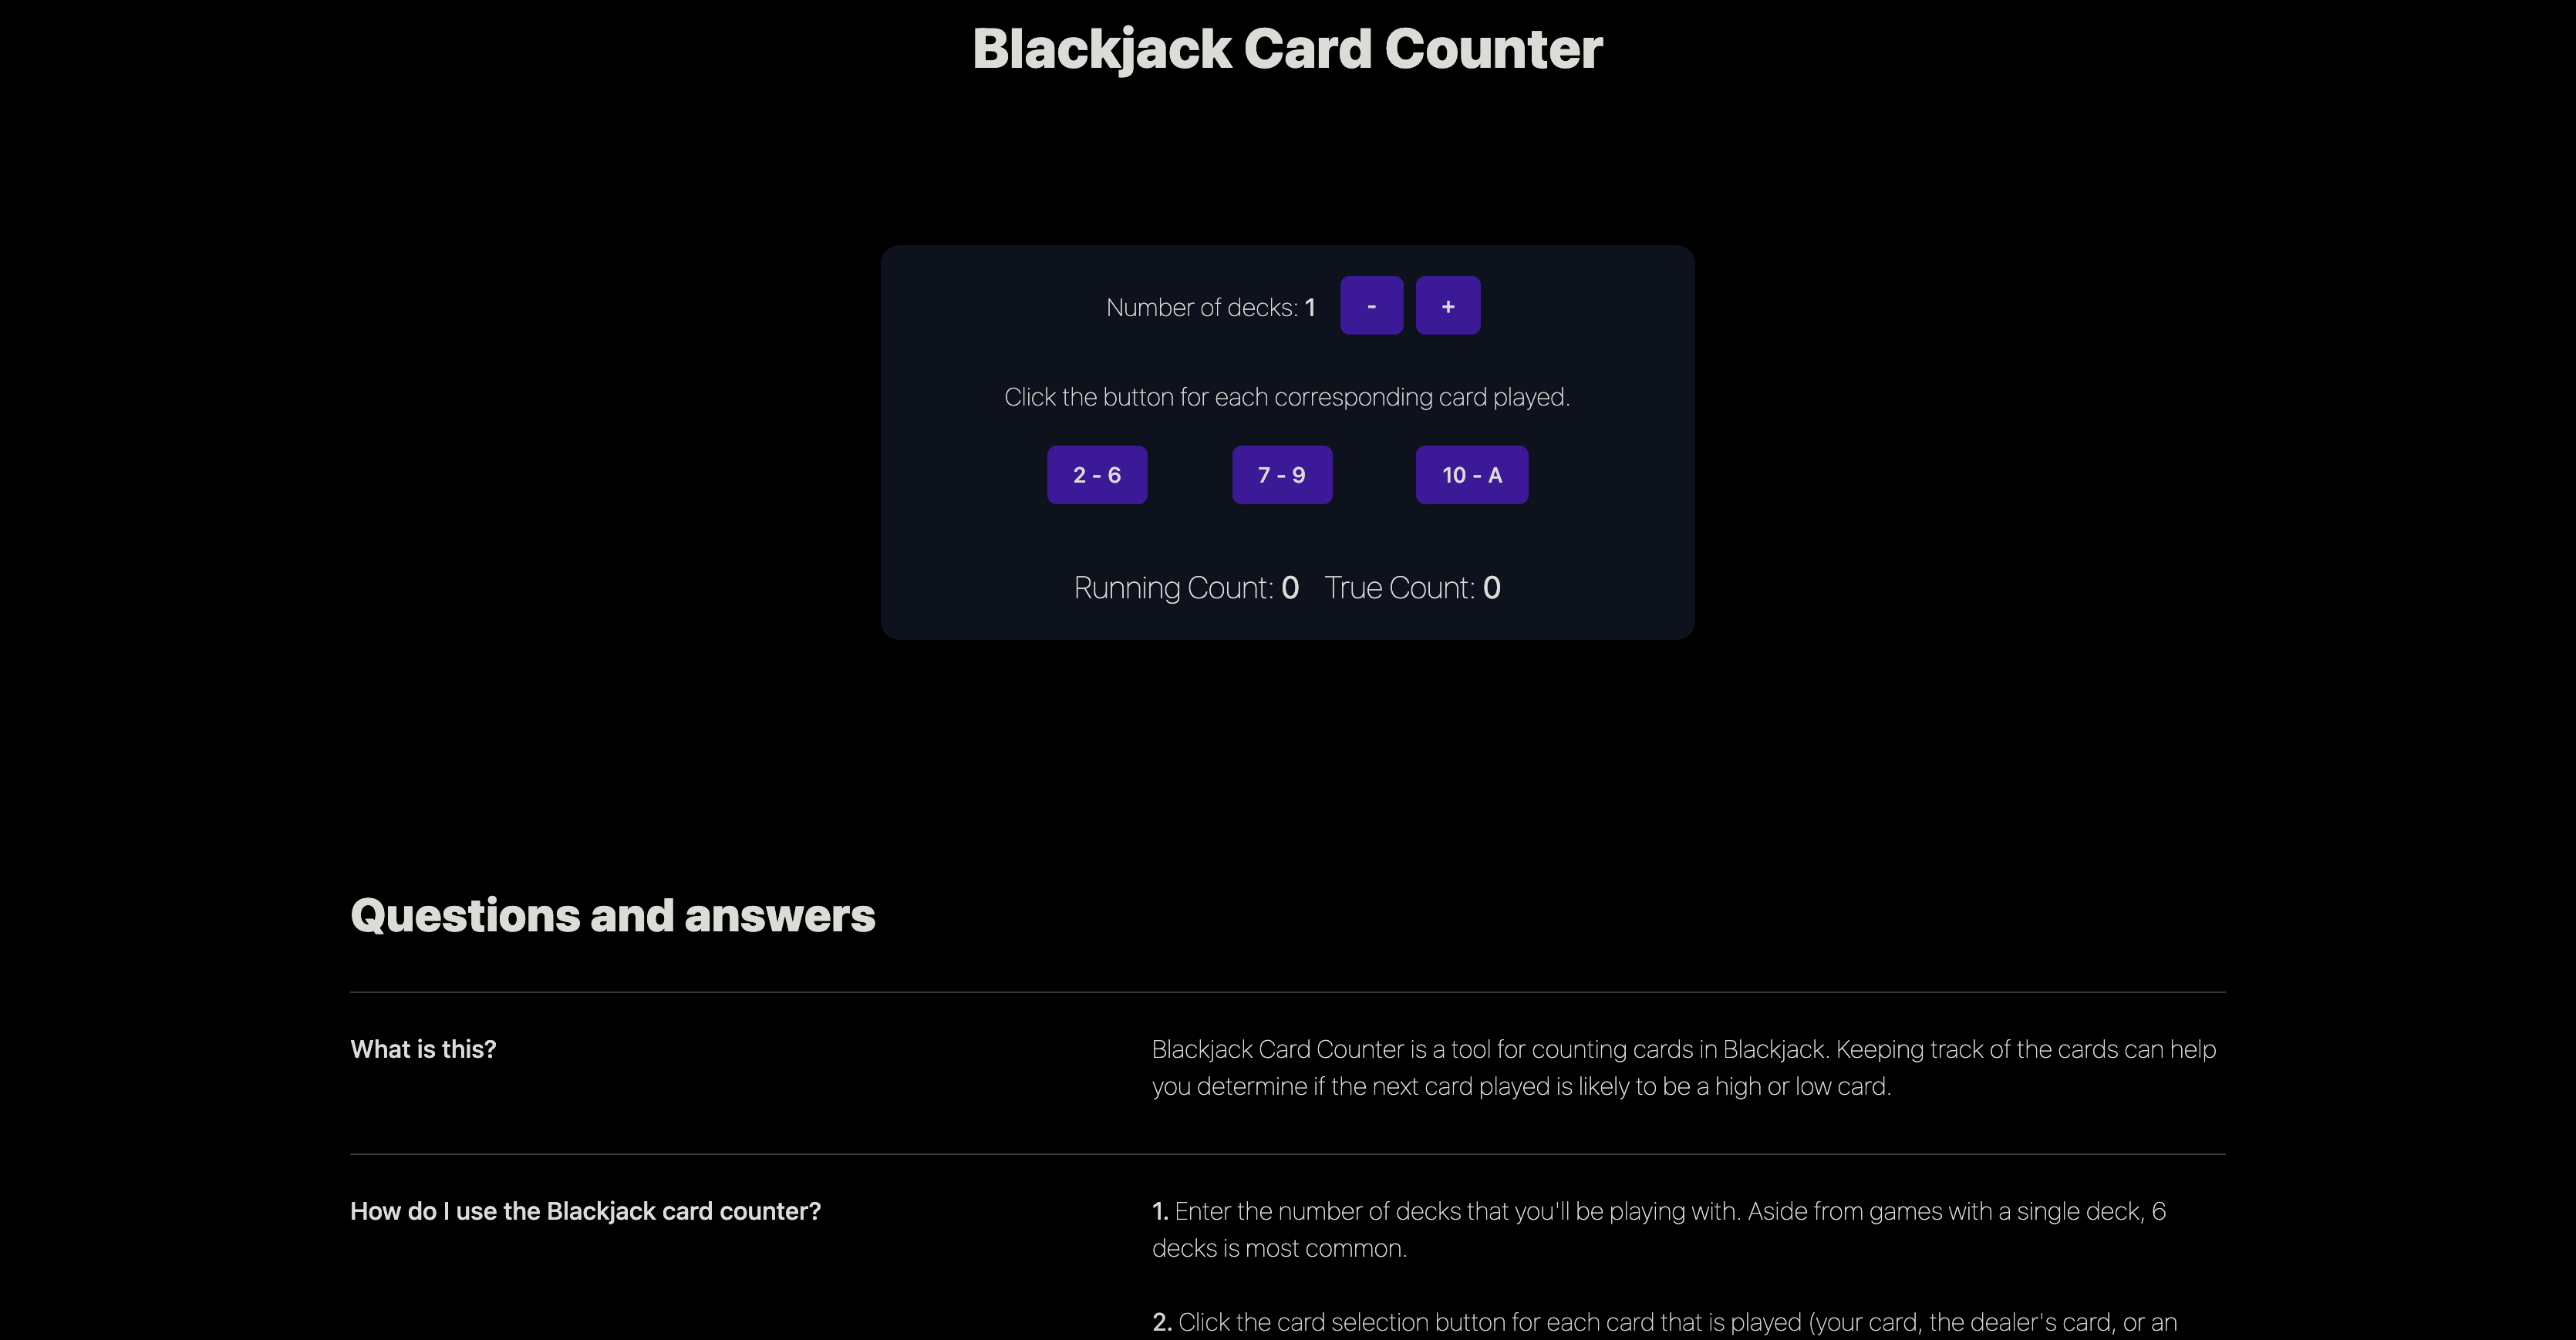 Blackjack Card Counter
Number of decks: 1 - +
Click the button for each corresponding card played.
2 - 6 7 - 9 10 - A
Running Count: 0 True Count: 0
Questions and answers
What is this?
Blackjack Card Counter is a tool for counting cards in Blackjack. Keeping track of the cards can help
you determine if the next card played is likely to be a high or low card.
How do I use the Blackjack card counter?
1. Enter the number of decks that you'll be playing with. Aside from games with a single deck, 6
decks is most common.
2. Click the card selection button for each card that is played (your card, the dealer's card, or an